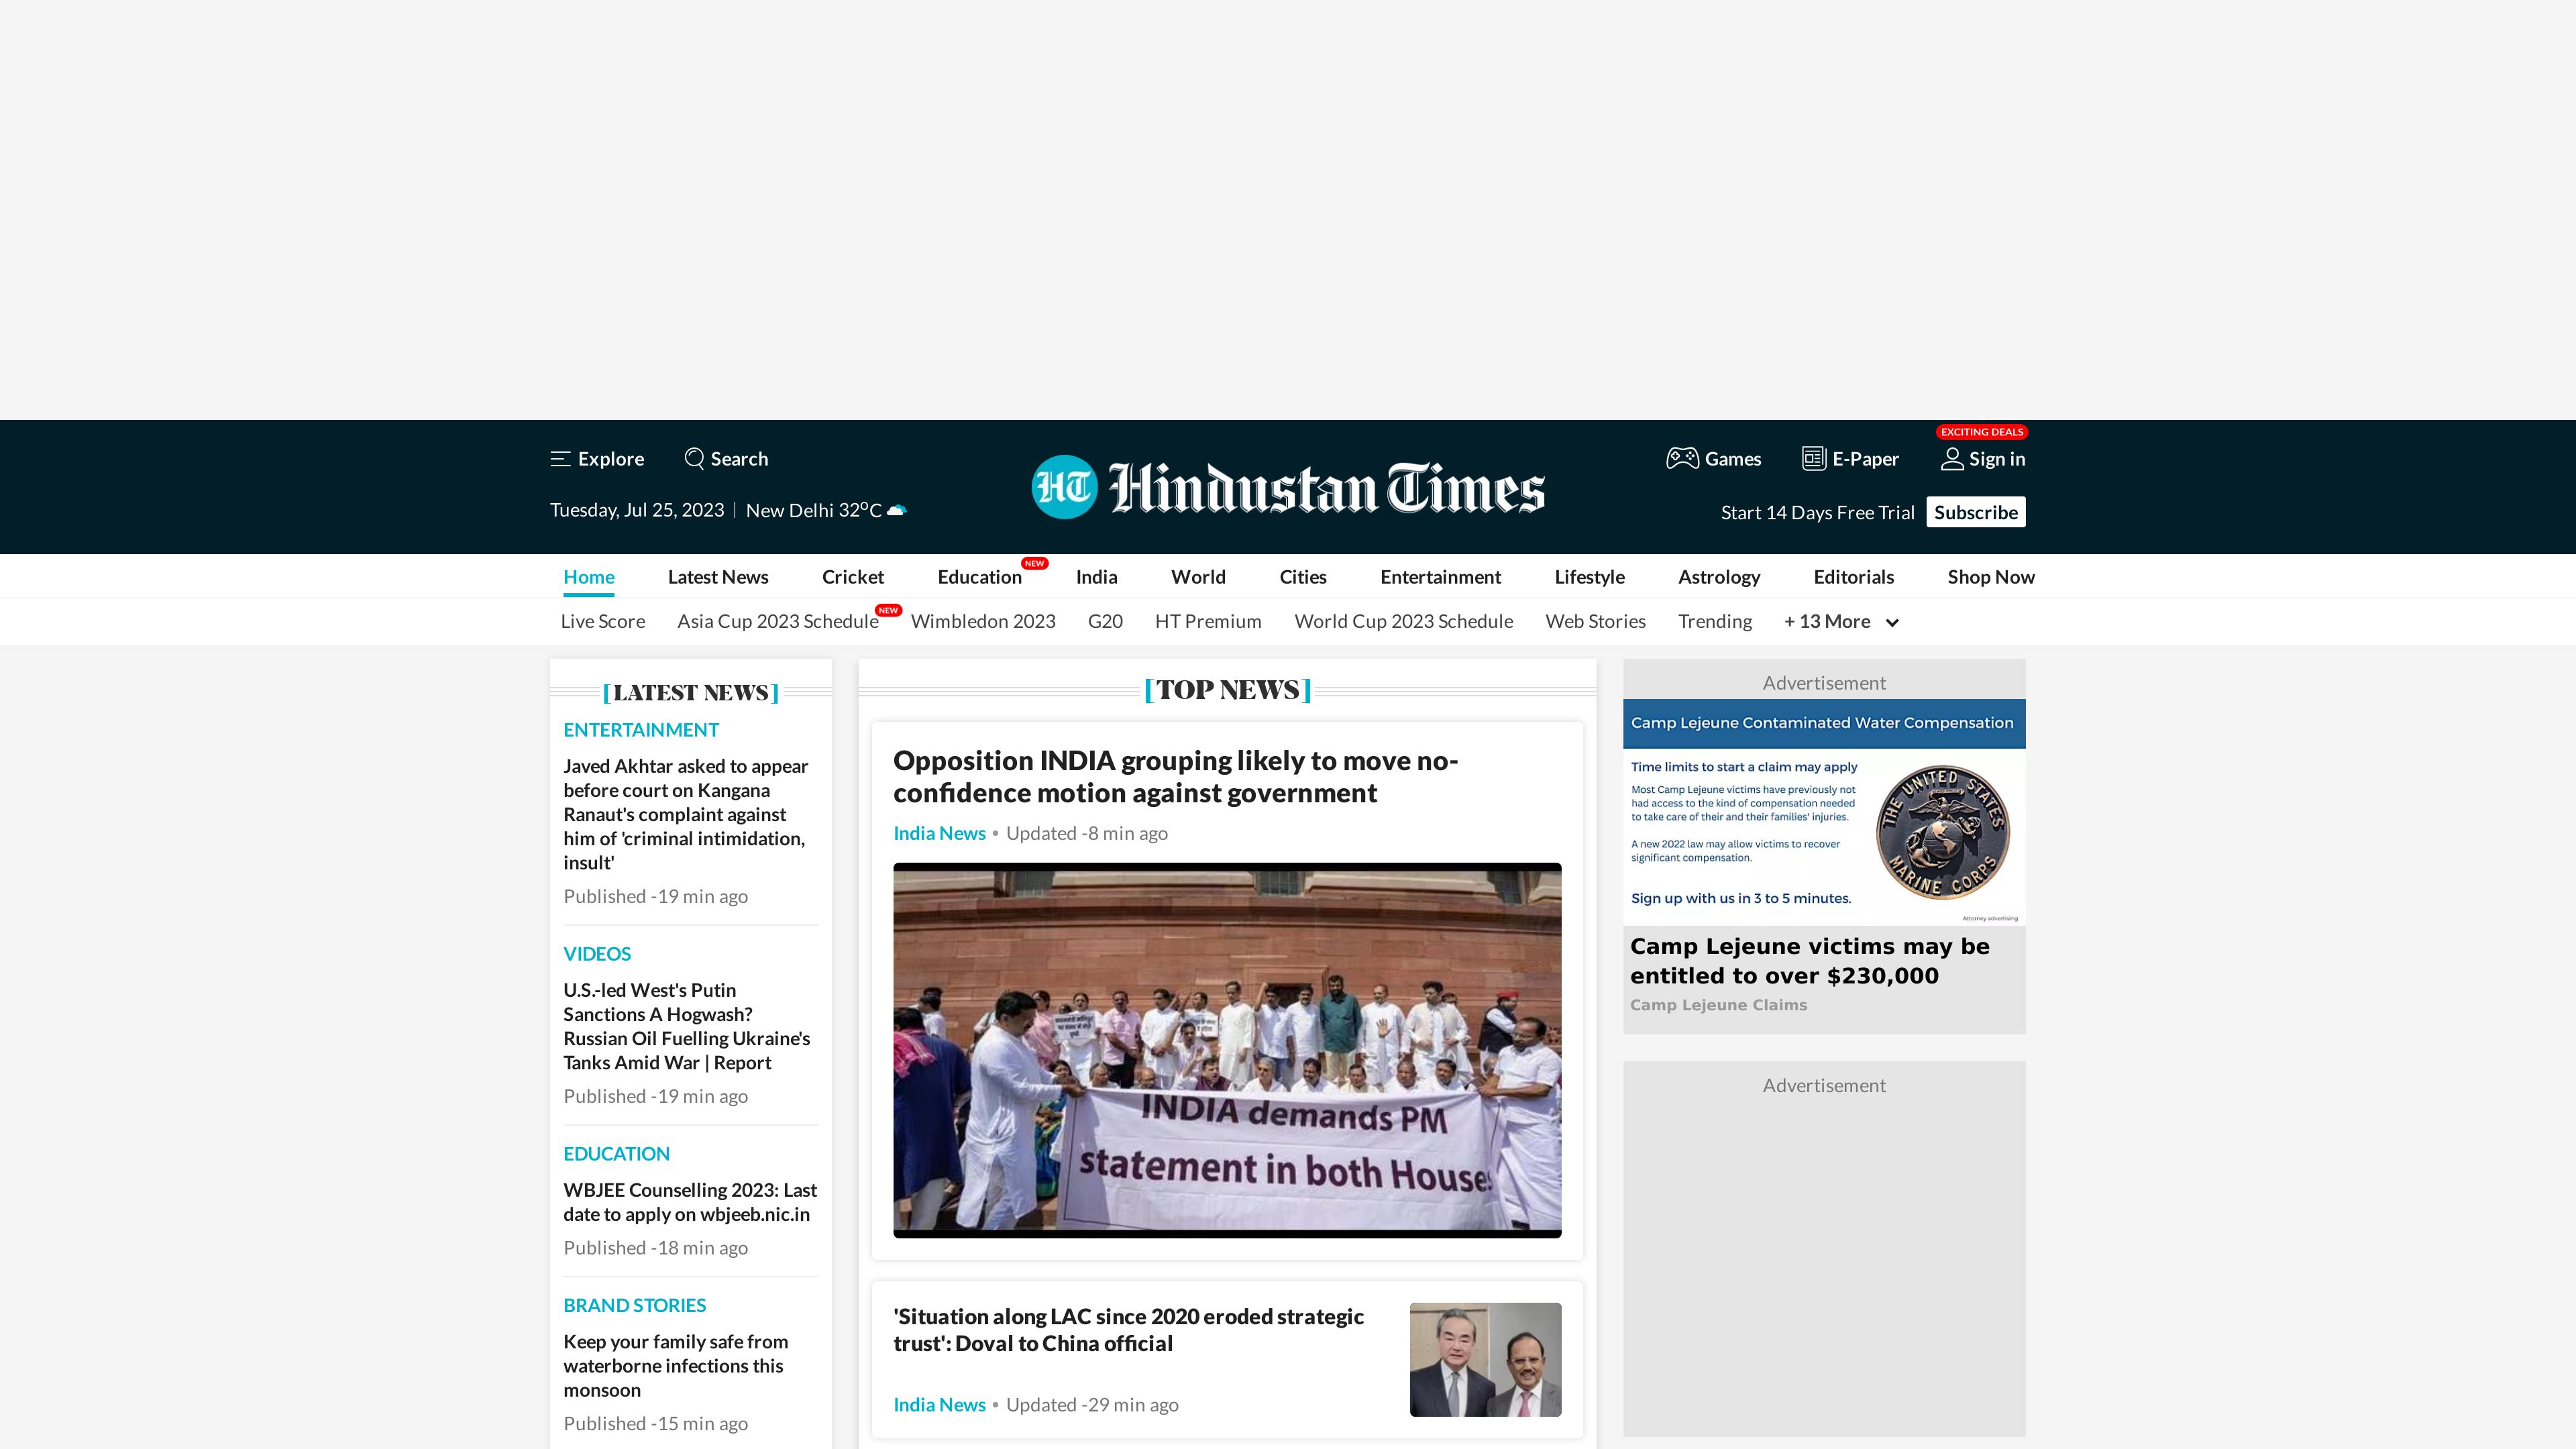 Explore
Search
Tuesday, Jul 25, 2023
New Delhi 32°C
HT Hindustan Times
Games
E-Paper
EXCITING DEALS
Sign in
Start 14 Days Free Trial
Subscribe
Home
Latest News
Cricket
Education NEW
India
World
Cities
Entertainment
Lifestyle
Astrology
Editorials
Shop Now
Live Score
Asia Cup 2023 Schedule NEW
Wimbledon 2023
G20
HT Premium
World Cup 2023 Schedule
Web Stories
Trending
+ 13 More
[LATEST NEWS]
ENTERTAINMENT
Javed Akhtar asked to appear
before court on Kangana
Ranaut's complaint against
him of 'criminal intimidation,
insult'
Published -19 min ago
VIDEOS
U.S.-led West's Putin
Sanctions A Hogwash?
Russian Oil Fuelling Ukraine's
Tanks Amid War | Report
Published -19 min ago
EDUCATION
WBJEE Counselling 2023: Last
date to apply on wbjeeb.nic.in
Published -18 min ago
BRAND STORIES
Keep your family safe from
waterborne infections this
monsoon
Published -15 min ago
[TOP NEWS]
Opposition INDIA grouping likely to move no-
confidence motion against government
India News • Updated -8 min ago
INDIA demands PM
statement in both Houses
'Situation along LAC since 2020 eroded strategic
trust': Doval to China official
India News • Updated -29 min ago
Advertisement
Camp Lejeune Contaminated Water Compensation
Time limits to start a claim may apply
Most Camp Lejeune victims have previously not
had access to the kind of compensation needed
to take care of their and their families' injuries.
A new 2022 law may allow victims to recover
significant compensation.
Sign up with us in 3 to 5 minutes.
THE UNITED STATES
MARINE CORPS
Attorney advertising
Camp Lejeune victims may be
entitled to over $230,000
Camp Lejeune Claims
Advertisement